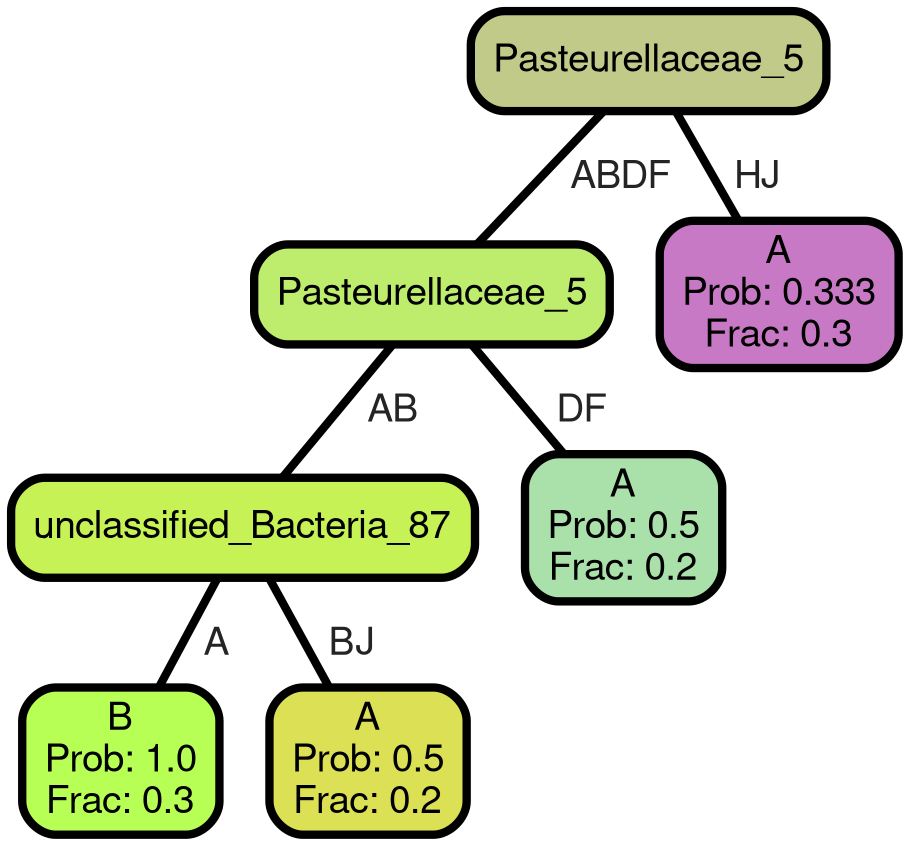 Pasteurellaceae_5
ABDF
HJ
Pasteurellaceae_5
A
Prob: 0.333
Frac: 0.3
AB
DF
unclassified_Bacteria_87
A
Prob: 0.5
Frac: 0.2
A
BJ
B
Prob: 1.0
Frac: 0.3
A
Prob: 0.5
Frac: 0.2